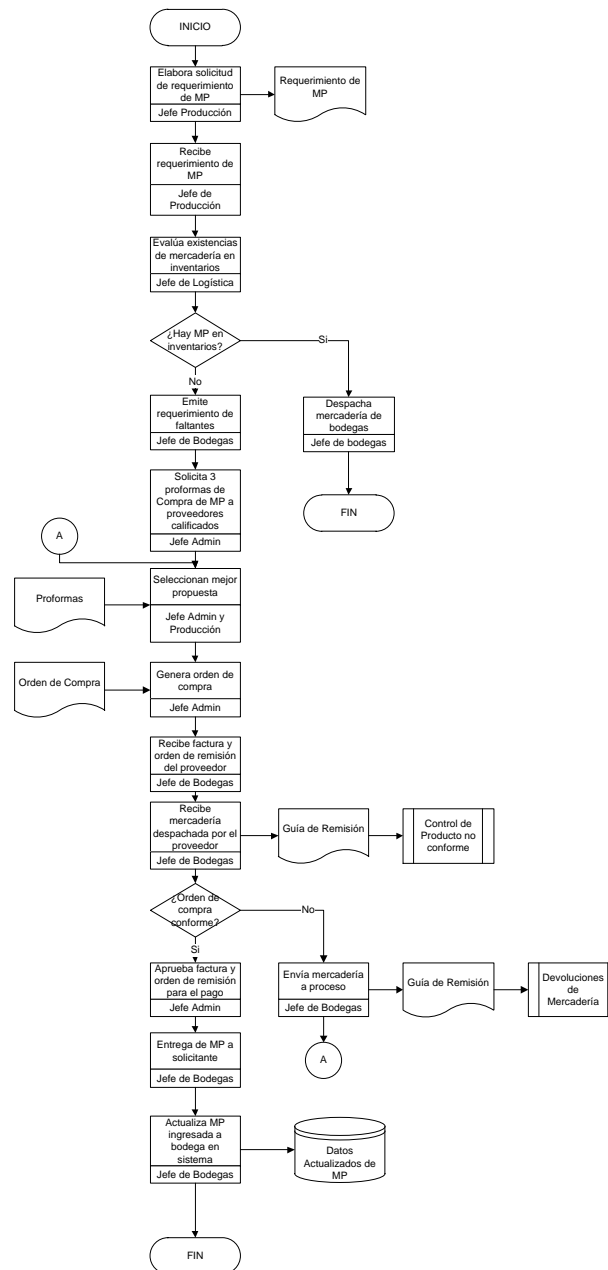 INICIO
Elabora solicitud
de requerimiento
de MP
Jefe Producción
Requerimiento de
MP
Recibe
requerimiento de
MP
Jefe de
Producción
Evalúa existencias
de mercadería en
inventarios
Jefe de Logística
¿Hay MP en
inventarios?
Si
No
Emite
requerimiento de
faltantes
Jefe de Bodegas
Despacha
mercadería de
bodegas
Jefe de bodegas
FIN
Solicita 3
proformas de
Compra de MP a
proveedores
calificados
Jefe Admin
A
Seleccionan mejor
propuesta
Jefe Admin y
Producción
Proformas
Genera orden de
compra
Jefe Admin
Orden de Compra
Recibe factura y
orden de remisión
del proveedor
Jefe de Bodegas
Recibe
mercadería
despachada por el
proveedor
Jefe de Bodegas
Guía de Remisión
Control de
Producto no
conforme
¿Orden de
compra
conforme?
No
Si
Aprueba factura y
orden de remisión
para el pago
Jefe Admin
Envía mercadería
a proceso
Jefe de Bodegas
Guía de Remisión
Devoluciones
de
Mercadería
A
Entrega de MP a
solicitante
Jefe de Bodegas
Actualiza MP
ingresada a
bodega en
sistema
Jefe de Bodegas
Datos
Actualizados de
MP
FIN